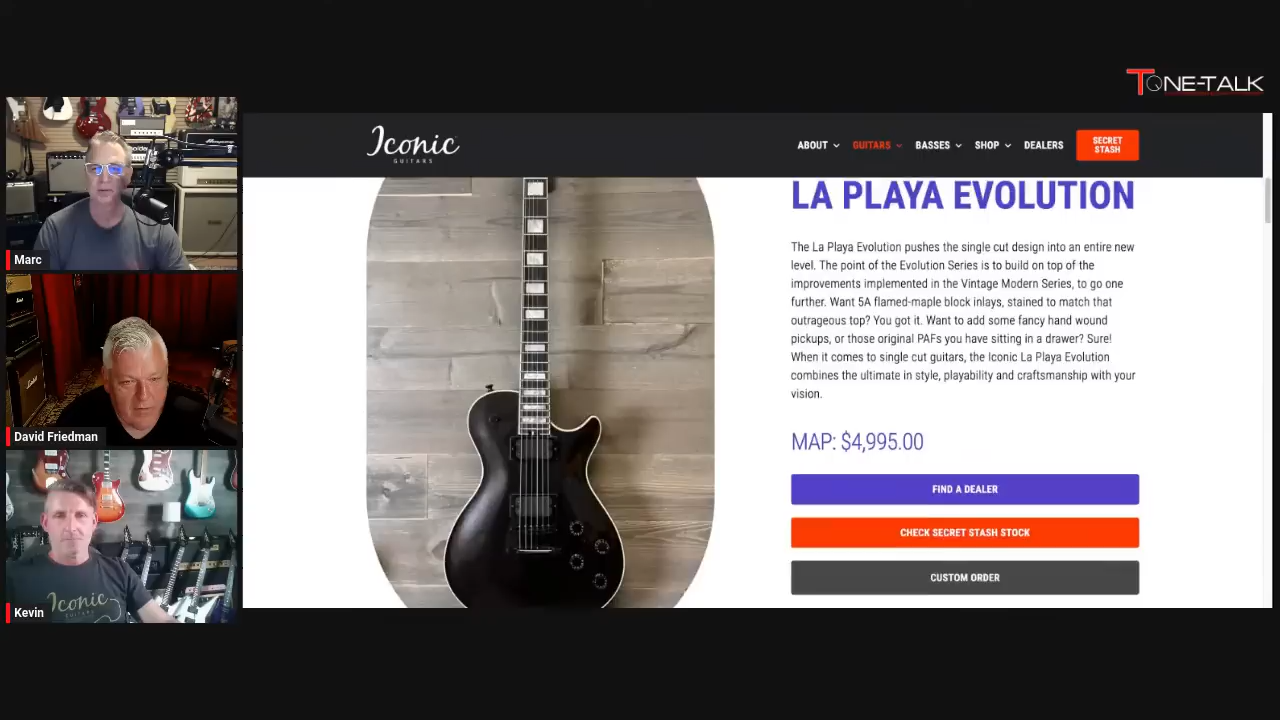 TONE-TALK
Iconic
GUITARS
ABOUT
GUITARS
BASSES
SHOP
DEALERS
SECRET
STASH
Marc
David Friedman
Kevin
Iconic
LA PLAYA EVOLUTION
The La Playa Evolution pushes the single cut design into an entire new
level. The point of the Evolution Series is to build on top of the
improvements implemented in the Vintage Modern Series, to go one
further. Want 5A flamed-maple block inlays, stained to match that
outrageous top? You got it. Want to add some fancy hand wound
pickups, or those original PAFs you have sitting in a drawer? Sure!
When it comes to single cut guitars, the Iconic La Playa Evolution
combines the ultimate in style, playability and craftsmanship with your
vision.
MAP: $4,995.00
FIND A DEALER
CHECK SECRET STASH STOCK
CUSTOM ORDER